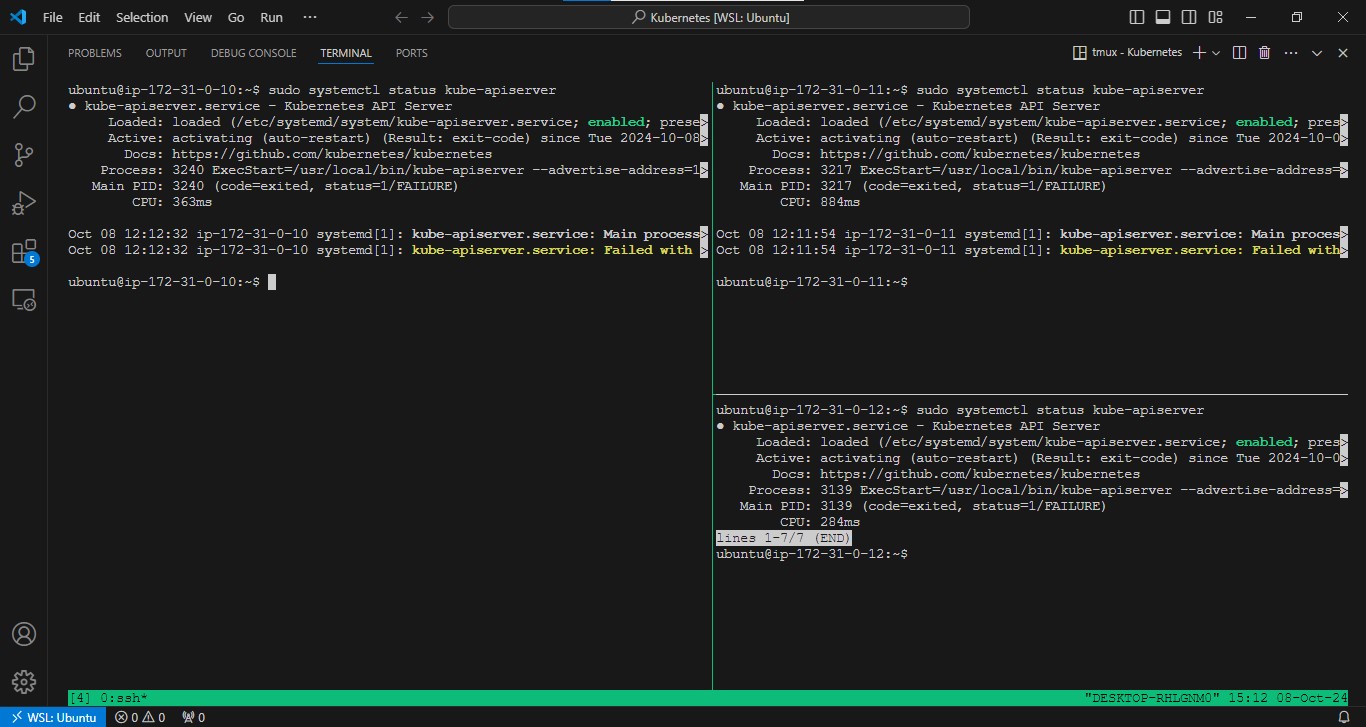 File Edit Selection View Go Run ··· Kubernetes [WSL: Ubuntu]
PROBLEMS OUTPUT DEBUG CONSOLE TERMINAL PORTS tmux - Kubernetes
ubuntu@ip-172-31-0-10:~$ sudo systemctl status kube-apiserver
● kube-apiserver.service - Kubernetes API Server
Loaded: loaded (/etc/systemd/system/kube-apiserver.service; enabled; prese>
Active: activating (auto-restart) (Result: exit-code) since Tue 2024-10-08>
Docs: https://github.com/kubernetes/kubernetes
Process: 3240 ExecStart=/usr/local/bin/kube-apiserver --advertise-address=1>
Main PID: 3240 (code=exited, status=1/FAILURE)
CPU: 363ms
Oct 08 12:12:32 ip-172-31-0-10 systemd[1]: kube-apiserver.service: Main process>
Oct 08 12:12:32 ip-172-31-0-10 systemd[1]: kube-apiserver.service: Failed with >
ubuntu@ip-172-31-0-10:~$
ubuntu@ip-172-31-0-11:~$ sudo systemctl status kube-apiserver
● kube-apiserver.service - Kubernetes API Server
Loaded: loaded (/etc/systemd/system/kube-apiserver.service; enabled; pres>
Active: activating (auto-restart) (Result: exit-code) since Tue 2024-10-0>
Docs: https://github.com/kubernetes/kubernetes
Process: 3217 ExecStart=/usr/local/bin/kube-apiserver --advertise-address=>
Main PID: 3217 (code=exited, status=1/FAILURE)
CPU: 884ms
Oct 08 12:11:54 ip-172-31-0-11 systemd[1]: kube-apiserver.service: Main proces>
Oct 08 12:11:54 ip-172-31-0-11 systemd[1]: kube-apiserver.service: Failed with>
ubuntu@ip-172-31-0-11:~$
ubuntu@ip-172-31-0-12:~$ sudo systemctl status kube-apiserver
● kube-apiserver.service - Kubernetes API Server
Loaded: loaded (/etc/systemd/system/kube-apiserver.service; enabled; pres>
Active: activating (auto-restart) (Result: exit-code) since Tue 2024-10-0>
Docs: https://github.com/kubernetes/kubernetes
Process: 3139 ExecStart=/usr/local/bin/kube-apiserver --advertise-address=>
Main PID: 3139 (code=exited, status=1/FAILURE)
CPU: 284ms
lines 1-7/7 (END)
ubuntu@ip-172-31-0-12:~$
5
[4] 0:ssh* "DESKTOP-RHLGNM0" 15:12 08-Oct-24
WSL: Ubuntu 0 0 0